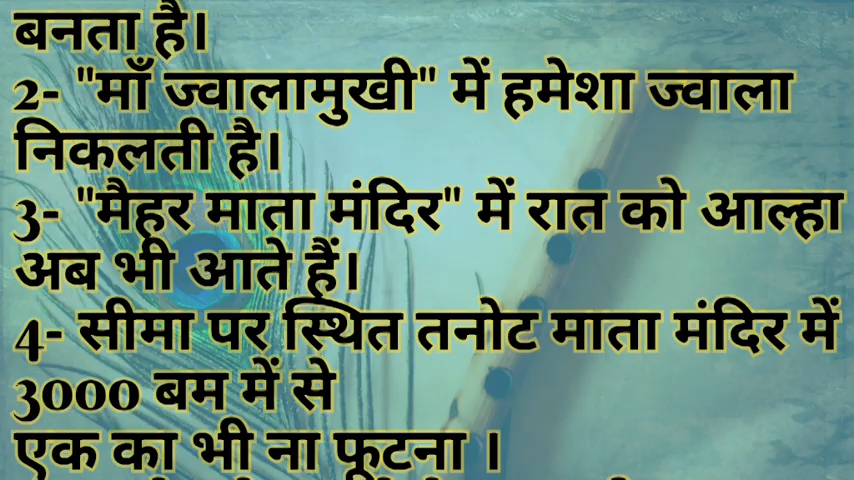 बनता है।
2- "माँ ज्वालामुखी" में हमेशा ज्वाला
निकलती है।
3- "मैहर माता मंदिर" में रात को आल्हा
अब भी आते हैं।
4- सीमा पर स्थित तनोट माता मंदिर में
3000 बम में से
एक का भी ना फूटना ।